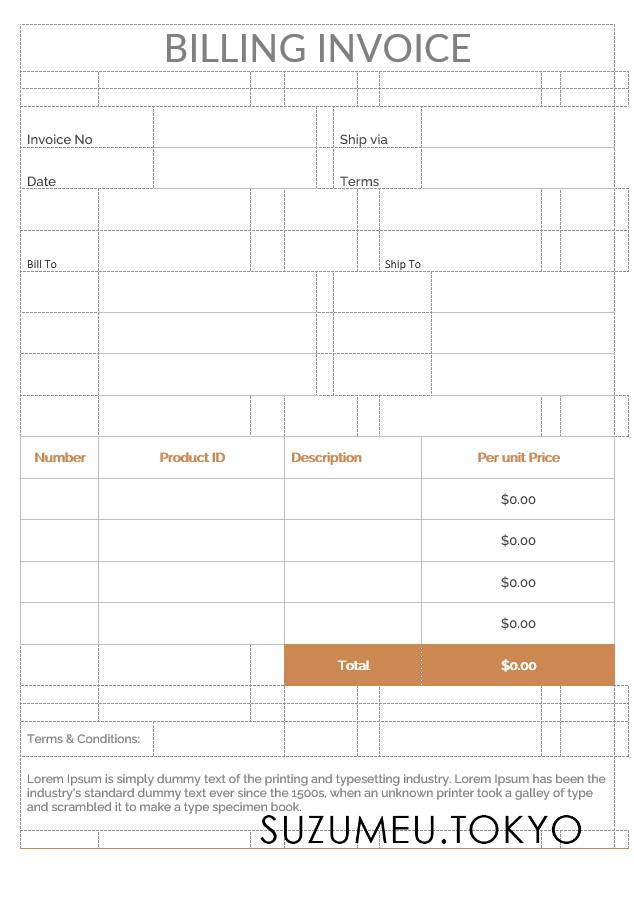 BILLING INVOICE
Invoice No Ship via
Date Terms
Bill To Ship To
Number Product ID Description Per unit Price
$0.00
$0.00
$0.00
$0.00
Total $0.00
Terms & Conditions:
Lorem Ipsum is simply dummy text of the printing and typesetting industry. Lorem Ipsum has been the
industry's standard dummy text ever since the 1500s, when an unknown printer took a galley of type
and scrambled it to make a type specimen book.
SUZUMEU.TOKYO